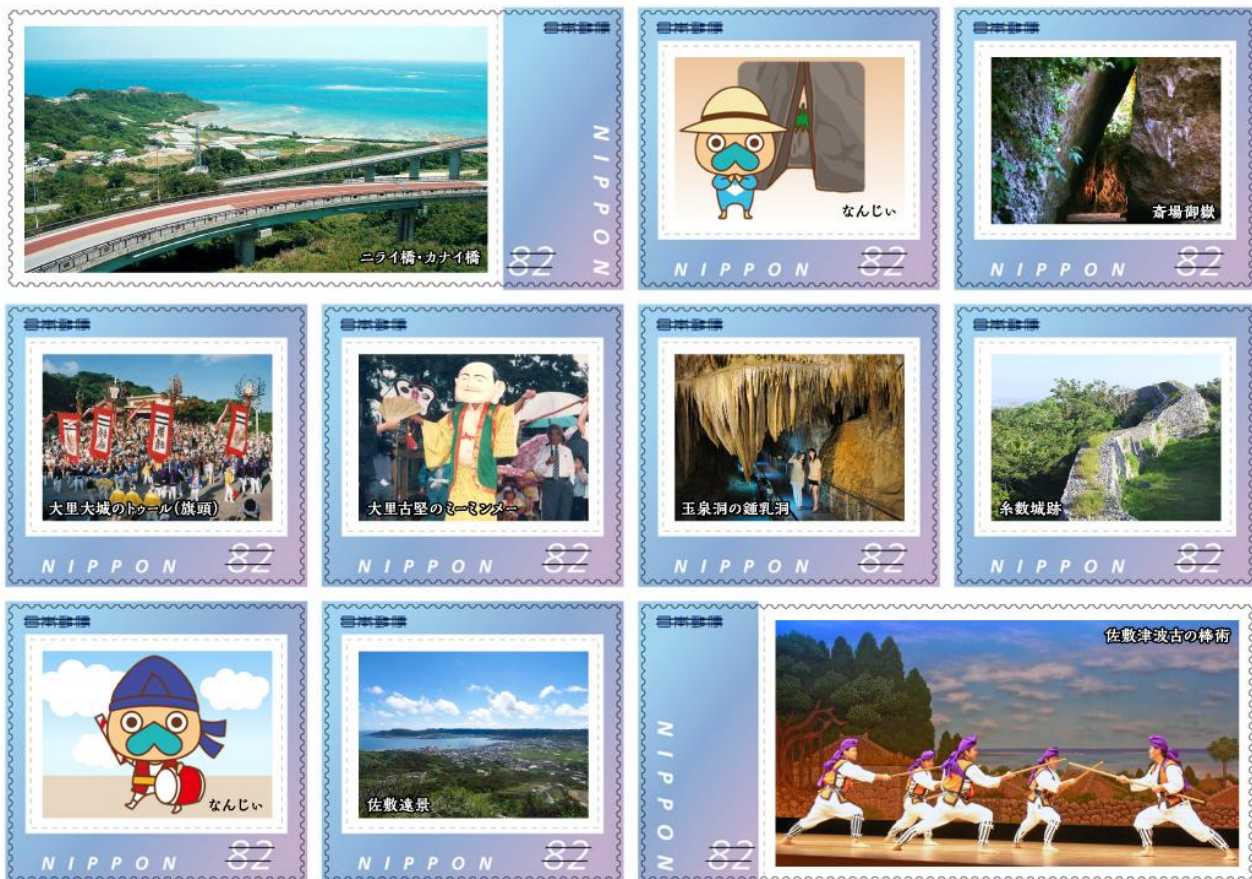 日本郵便
NIPPON
82
ニライ橋・カナイ橋
日本郵便
なんじぃ
NIPPON 82
日本郵便
斎場御嶽
NIPPON 82
日本郵便
大里大城のトゥール(旗頭)
NIPPON 82
日本郵便
大里古堅のミーミンメー
NIPPON 82
日本郵便
玉泉洞の鍾乳洞
NIPPON 82
日本郵便
糸数城跡
NIPPON 82
日本郵便
なんじぃ
NIPPON 82
日本郵便
佐敷遠景
NIPPON 82
日本郵便
NIPPON
82
佐敷津波古の棒術